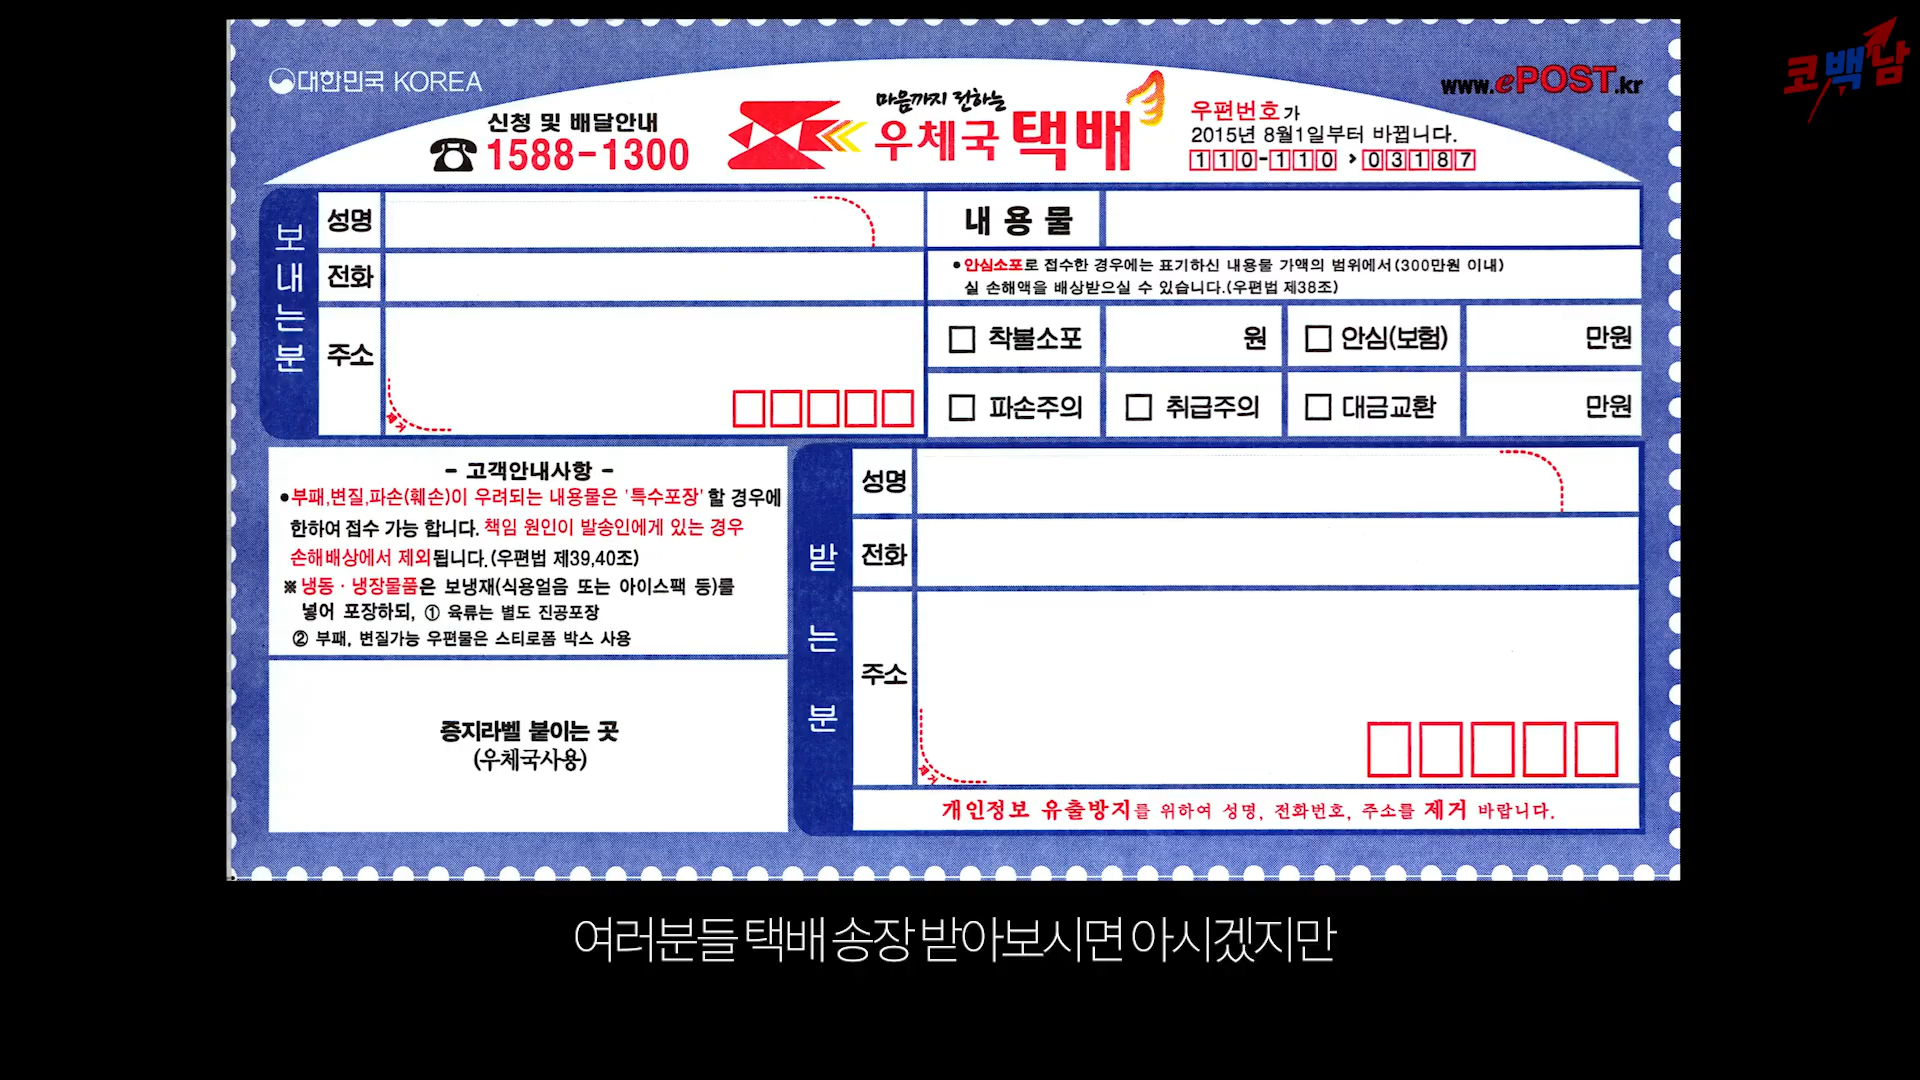 대한민국 KOREA
신청 및 배달안내
1588-1300
마음까지 전하는
우체국 택배
우편번호가
2015년 8월1일부터 바뀝니다.
110-110 > 03187
www.ePOST.kr
코백남
보내는분
성명
전화
주소
제거
내용물
•안심소포로 접수한 경우에는 표기하신 내용물 가액의 범위에서(300만원 이내)
실 손해액을 배상받으실 수 있습니다.(우편법 제38조)
착불소포 원 안심(보험) 만원
파손주의 취급주의 대금교환 만원
- 고객안내사항 -
•부패,변질,파손(훼손)이 우려되는 내용물은 '특수포장' 할 경우에
한하여 접수 가능 합니다. 책임 원인이 발송인에게 있는 경우
손해배상에서 제외됩니다.(우편법 제39,40조)
※ 냉동 · 냉장물품은 보냉재(식용얼음 또는 아이스팩 등)를
넣어 포장하되, ① 육류는 별도 진공포장
② 부패, 변질가능 우편물은 스티로폼 박스 사용
증지라벨 붙이는 곳
(우체국사용)
받는분
성명
전화
주소
제거
개인정보 유출방지를 위하여 성명, 전화번호, 주소를 제거 바랍니다.
여러분들 택배 송장 받아보시면 아시겠지만